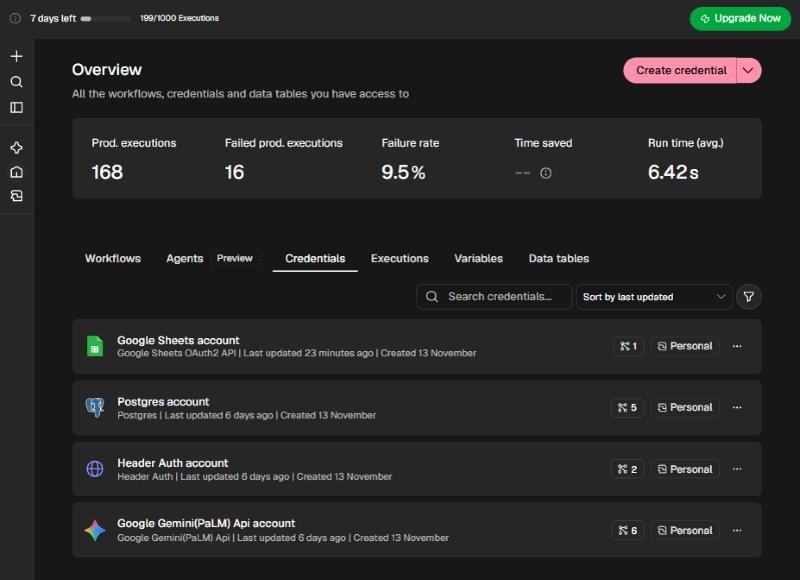 7 days left 199/1000 Executions Upgrade Now
Overview Create credential
All the workflows, credentials and data tables you have access to
Prod. executions Failed prod. executions Failure rate Time saved Run time (avg.)
168 16 9.5% -- 6.42s
Workflows Agents Preview Credentials Executions Variables Data tables
Search credentials... Sort by last updated
Google Sheets account
Google Sheets OAuth2 API | Last updated 23 minutes ago | Created 13 November
1 Personal
Postgres account
Postgres | Last updated 6 days ago | Created 13 November
5 Personal
Header Auth account
Header Auth | Last updated 6 days ago | Created 13 November
2 Personal
Google Gemini(PaLM) Api account
Google Gemini(PaLM) Api | Last updated 6 days ago | Created 13 November
6 Personal